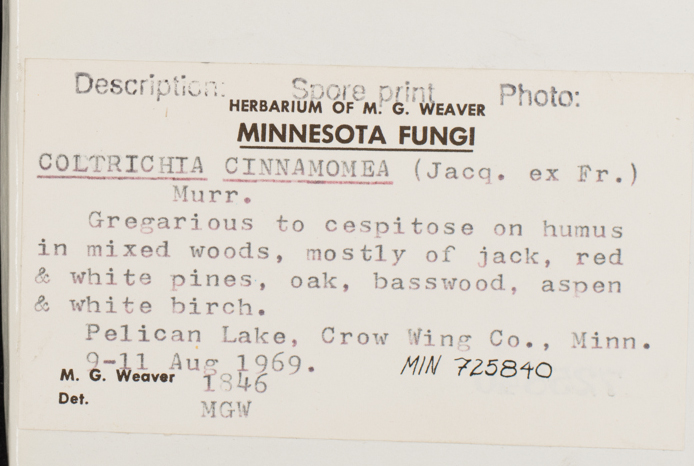 Description: Spore print Photo:
HERBARIUM OF M. G. WEAVER
MINNESOTA FUNGI
COLTRICHIA CINNAMOMEA (Jacq. ex Fr.)
Murr.
Gregarious to cespitose on humus
in mixed woods, mostly of jack, red
& white pines, oak, basswood, aspen
& white birch.
Pelican Lake, Crow Wing Co., Minn.
9-11 Aug 1969. MIN 725840
M. G. Weaver 1846
Det. MGW